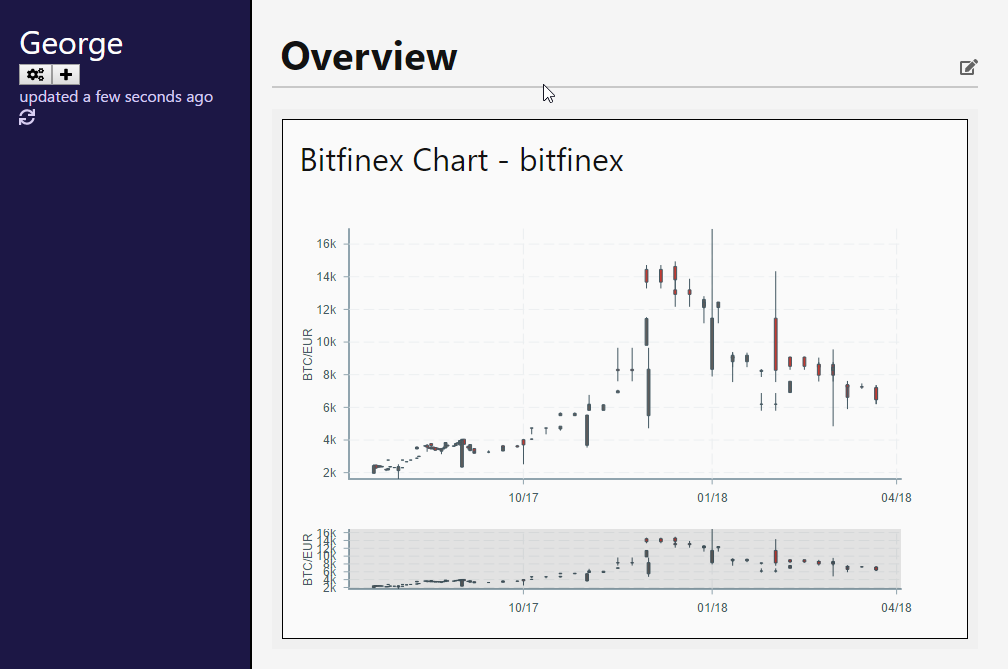 George
updated a few seconds ago
Overview
Bitfinex Chart - bitfinex
16k
14k
12k
10k
8k
6k
4k
2k
BTC/EUR
10/17
01/18
04/18
16k
14k
12k
10k
8k
6k
4k
2k
BTC/EUR
10/17
01/18
04/18